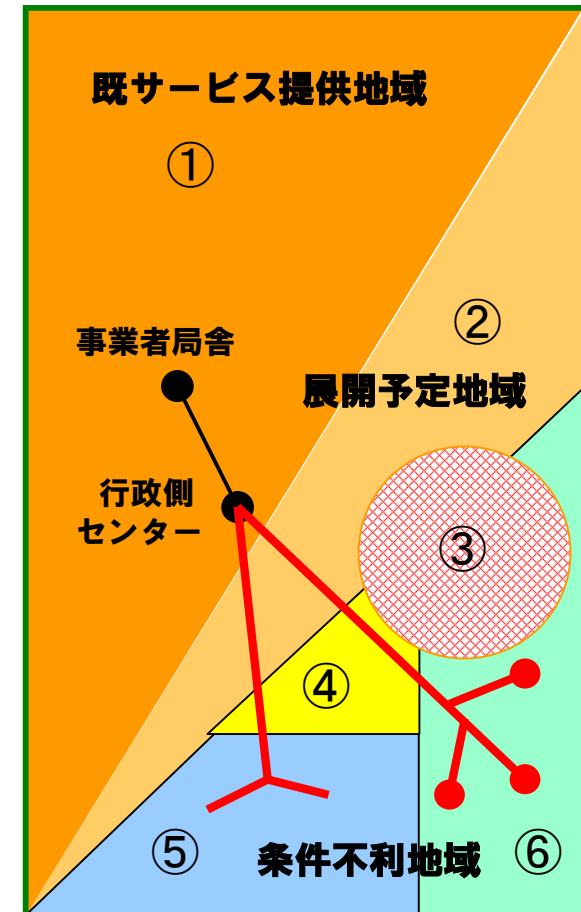 既サービス提供地域
①
②
事業者局舎
展開予定地域
行政側
センター
③
④
⑤
条件不利地域
⑥